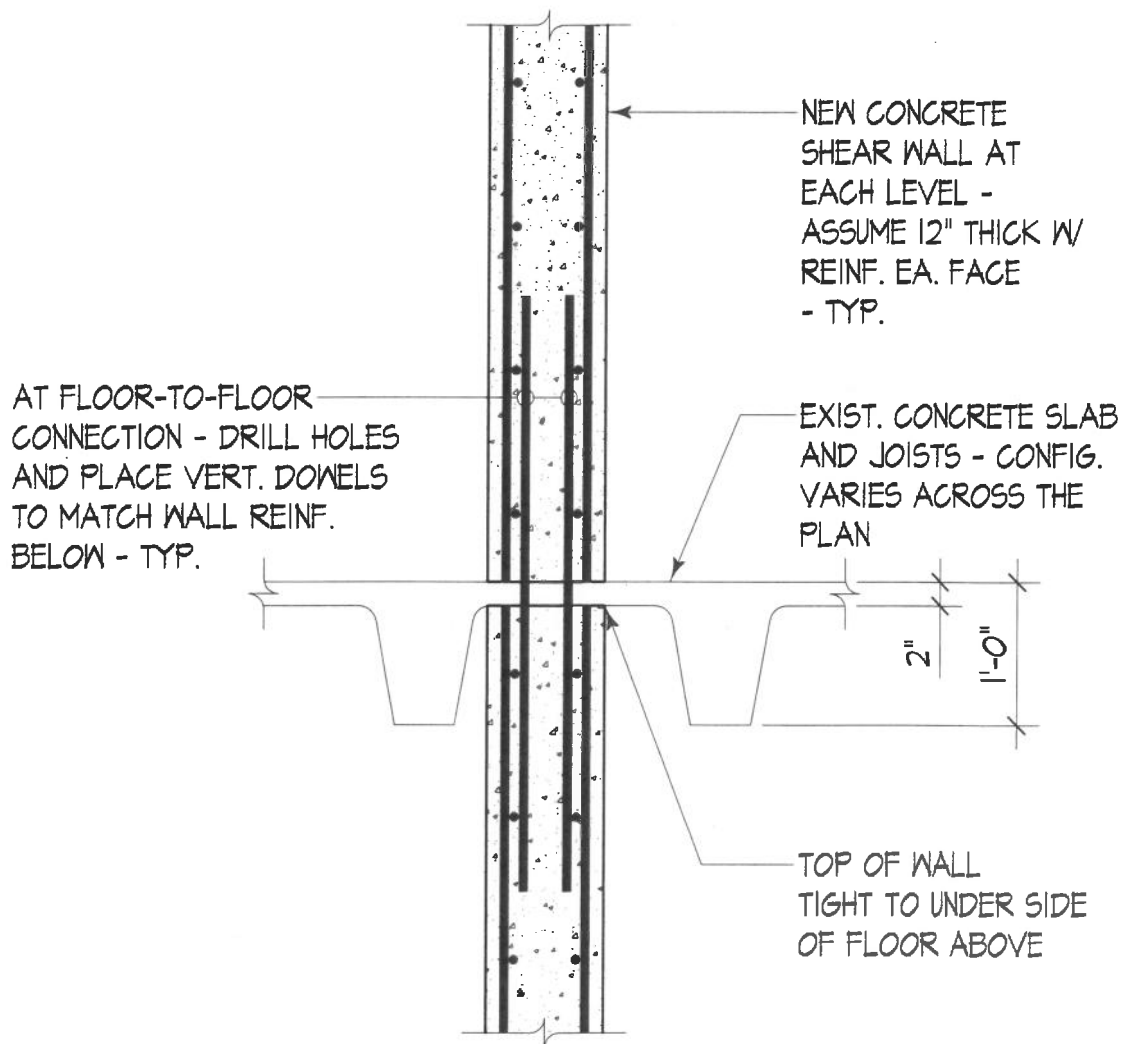 NEW CONCRETE
SHEAR WALL AT
EACH LEVEL -
ASSUME 12" THICK W/
REINF. EA. FACE
- TYP.
AT FLOOR-TO-FLOOR
CONNECTION - DRILL HOLES
AND PLACE VERT. DOWELS
TO MATCH WALL REINF.
BELOW - TYP.
EXIST. CONCRETE SLAB
AND JOISTS - CONFIG.
VARIES ACROSS THE
PLAN
2"
1'-0"
TOP OF WALL
TIGHT TO UNDER SIDE
OF FLOOR ABOVE